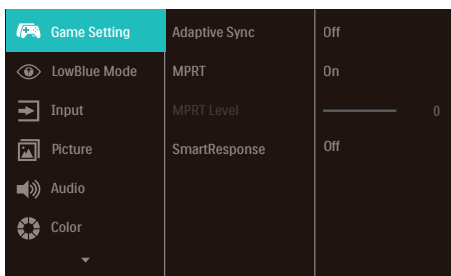 Game Setting
Adaptive Sync
Off
LowBlue Mode
MPRT
On
Input
MPRT Level
0
Picture
SmartResponse
Off
Audio
Color